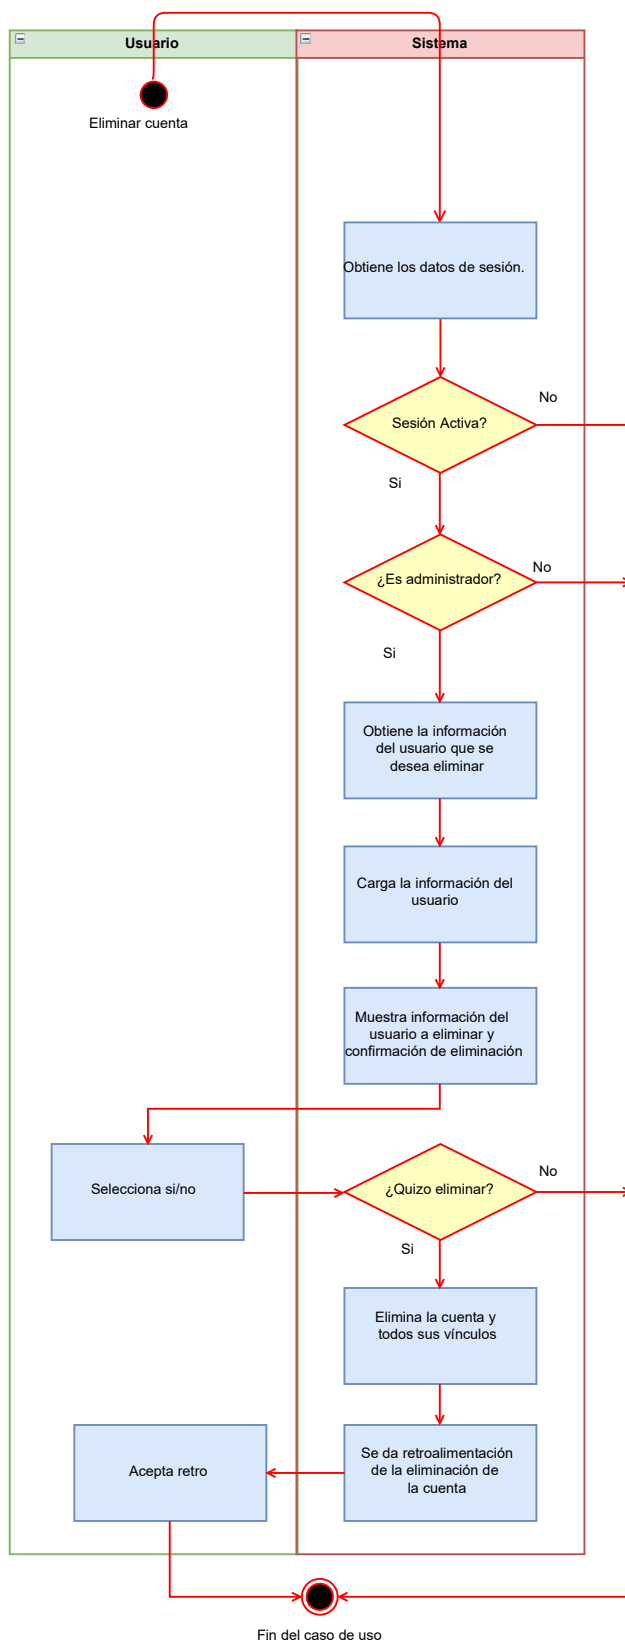 Usuario
Sistema
Eliminar cuenta
Obtiene los datos de sesión.
Sesión Activa?
No
Si
¿Es administrador?
No
Si
Obtiene la información
del usuario que se
desea eliminar
Carga la información del
usuario
Muestra información del
usuario a eliminar y
confirmación de eliminación
Selecciona si/no
¿Quizo eliminar?
No
Si
Elimina la cuenta y
todos sus vínculos
Se da retroalimentación
de la eliminación de
la cuenta
Acepta retro
Fin del caso de uso